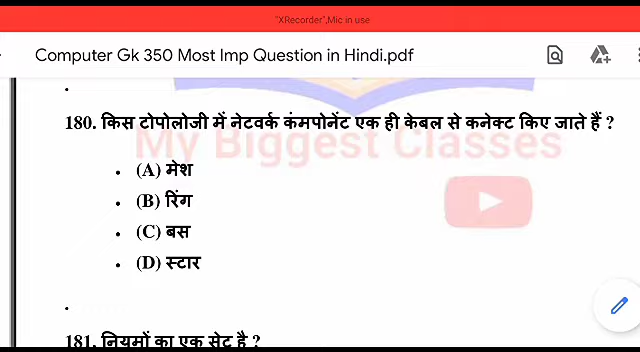 "XRecorder",Mic in use
Computer Gk 350 Most Imp Question in Hindi.pdf
180. किस टोपोलोजी में नेटवर्क कंमपोनेंट एक ही केबल से कनेक्ट किए जाते हैं ?
My Biggest Classes
(A) मेश
(B) रिंग
(C) बस
(D) स्टार
181. नियमों का एक सेट है ?